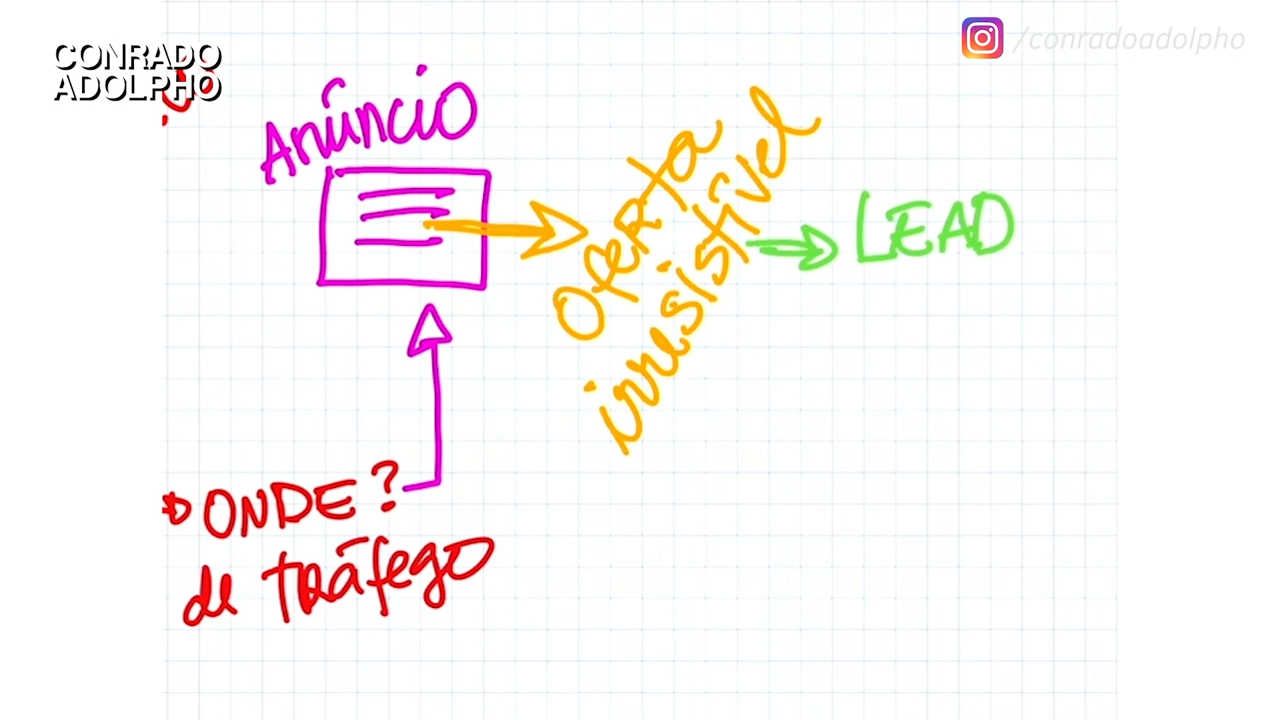 CONRADO
ADOLPHO
/conradoadolpho
Anúncio
Oferta
irresistível
LEAD
ONDE?
de tráfego